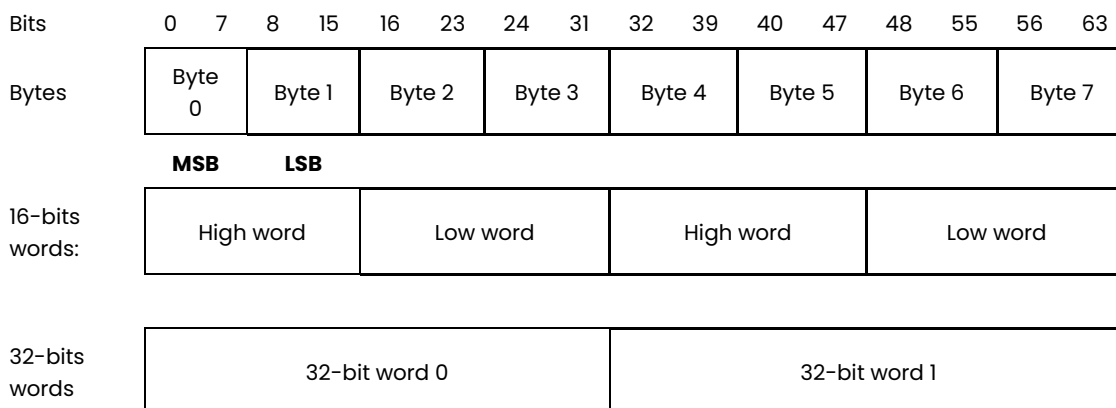 Bits 0 7 8 15 16 23 24 31 32 39 40 47 48 55 56 63
Bytes Byte 0 Byte 1 Byte 2 Byte 3 Byte 4 Byte 5 Byte 6 Byte 7
MSB LSB
16-bits words: High word Low word High word Low word
32-bits words 32-bit word 0 32-bit word 1